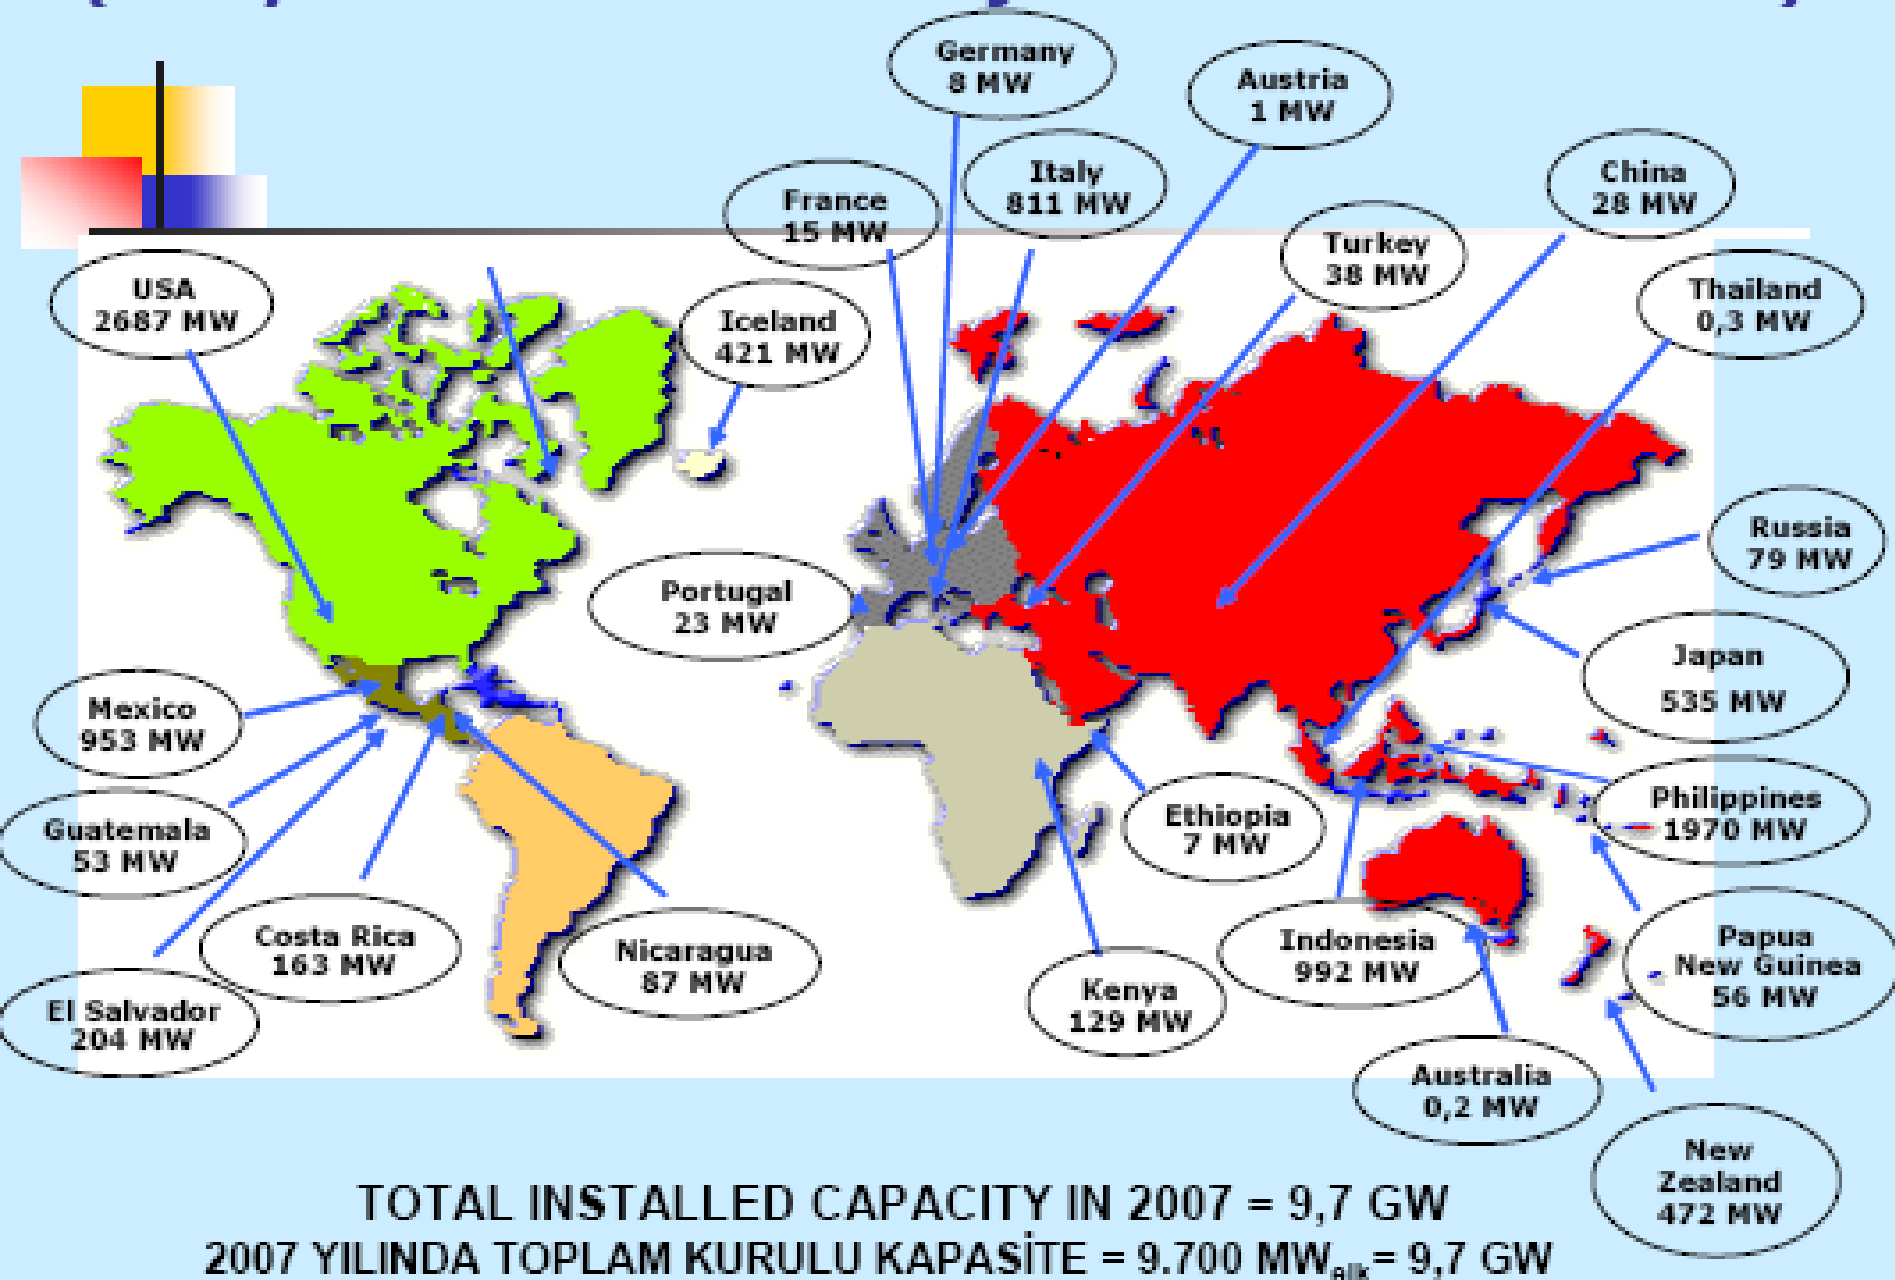 Germany
8 MW
Austria
1 MW
Italy
811 MW
China
28 MW
France
15 MW
Turkey
38 MW
USA
2687 MW
Iceland
421 MW
Thailand
0,3 MW
Russia
79 MW
Portugal
23 MW
Japan
535 MW
Mexico
953 MW
Philippines
1970 MW
Guatemala
53 MW
Ethiopia
7 MW
Costa Rica
163 MW
Nicaragua
87 MW
Indonesia
992 MW
Papua
New Guinea
56 MW
El Salvador
204 MW
Kenya
129 MW
Australia
0,2 MW
New
Zealand
472 MW
TOTAL INSTALLED CAPACITY IN 2007 = 9,7 GW
2007 YILINDA TOPLAM KURULU KAPASİTE = 9.700 MWelk= 9,7 GW